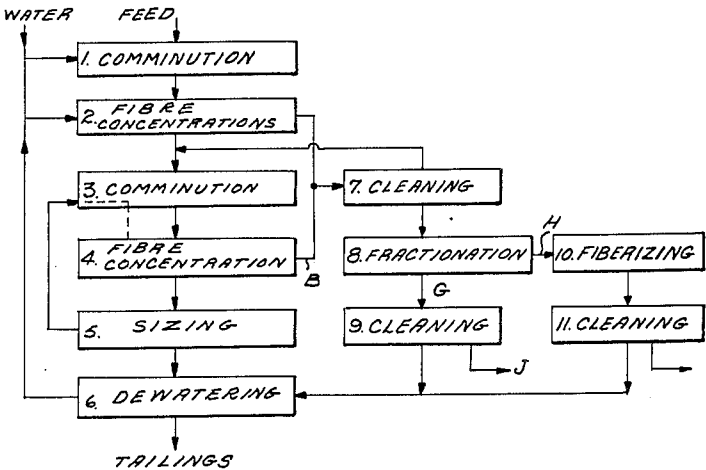 WATER
FEED
1. COMMINUTION
2. FIBRE
CONCENTRATIONS
3. COMMINUTION
7. CLEANING
4. FIBRE
CONCENTRATION
B
8. FRACTIONATION
H
10. FIBERIZING
G
5. SIZING
9. CLEANING
11. CLEANING
J
6. DEWATERING
TAILINGS